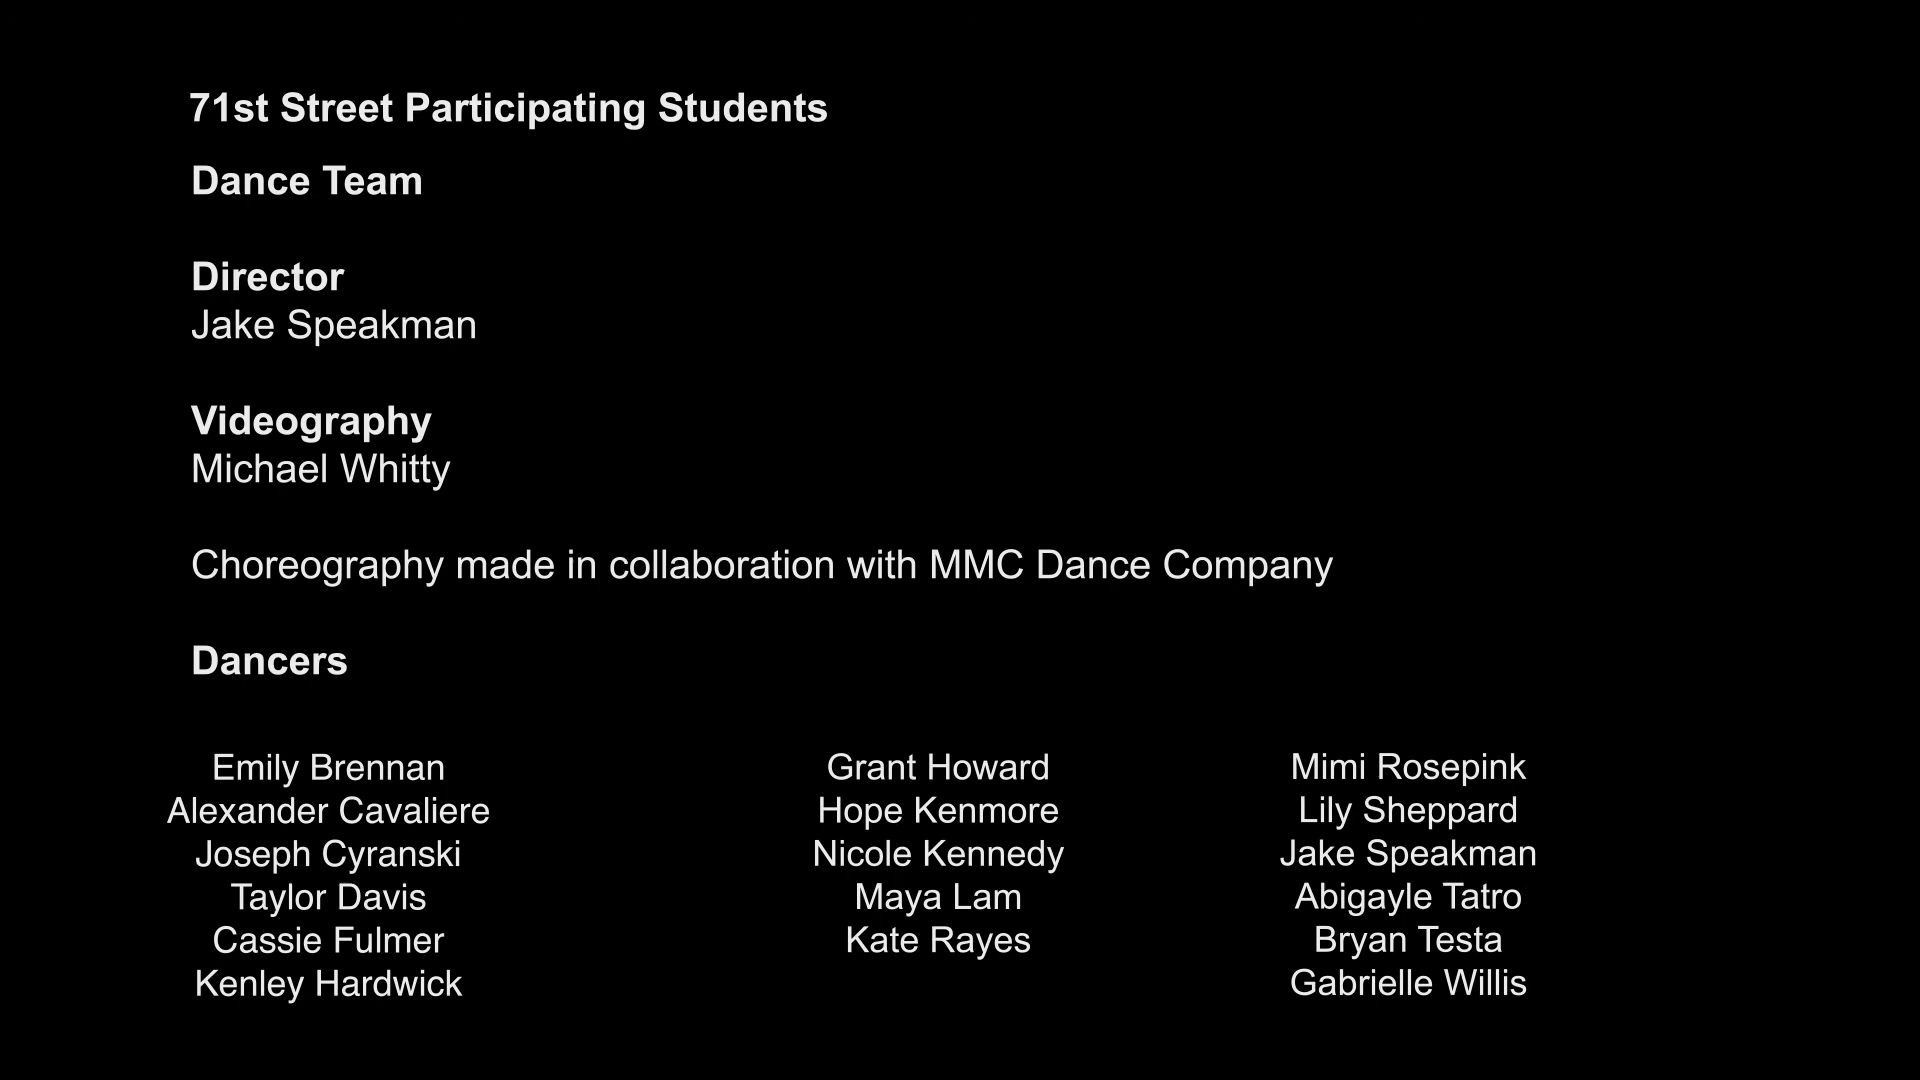 71st Street Participating Students
Dance Team
Director
Jake Speakman
Videography
Michael Whitty
Choreography made in collaboration with MMC Dance Company
Dancers
Emily Brennan
Alexander Cavaliere
Joseph Cyranski
Taylor Davis
Cassie Fulmer
Kenley Hardwick
Grant Howard
Hope Kenmore
Nicole Kennedy
Maya Lam
Kate Rayes
Mimi Rosepink
Lily Sheppard
Jake Speakman
Abigayle Tatro
Bryan Testa
Gabrielle Willis